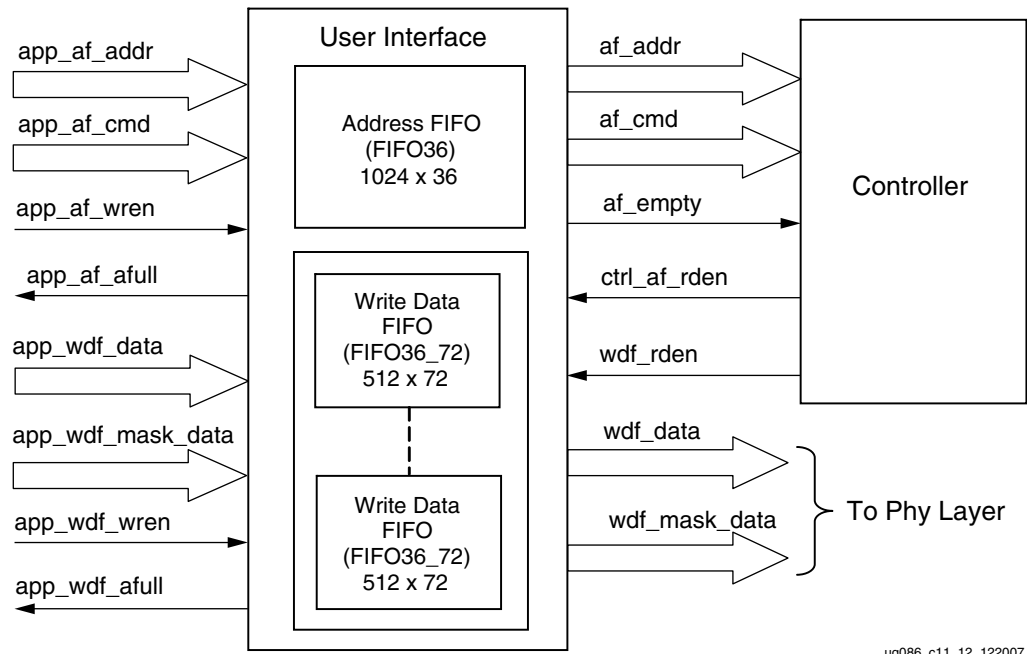 User Interface
app_af_addr
app_af_cmd
app_af_wren
app_af_afull
app_wdf_data
app_wdf_mask_data
app_wdf_wren
app_wdf_afull
Address FIFO
(FIFO36)
1024 x 36
Write Data
FIFO
(FIFO36_72)
512 x 72
Write Data
FIFO
(FIFO36_72)
512 x 72
af_addr
af_cmd
af_empty
ctrl_af_rden
wdf_rden
wdf_data
wdf_mask_data
Controller
To Phy Layer
ug086_c11_12_122007